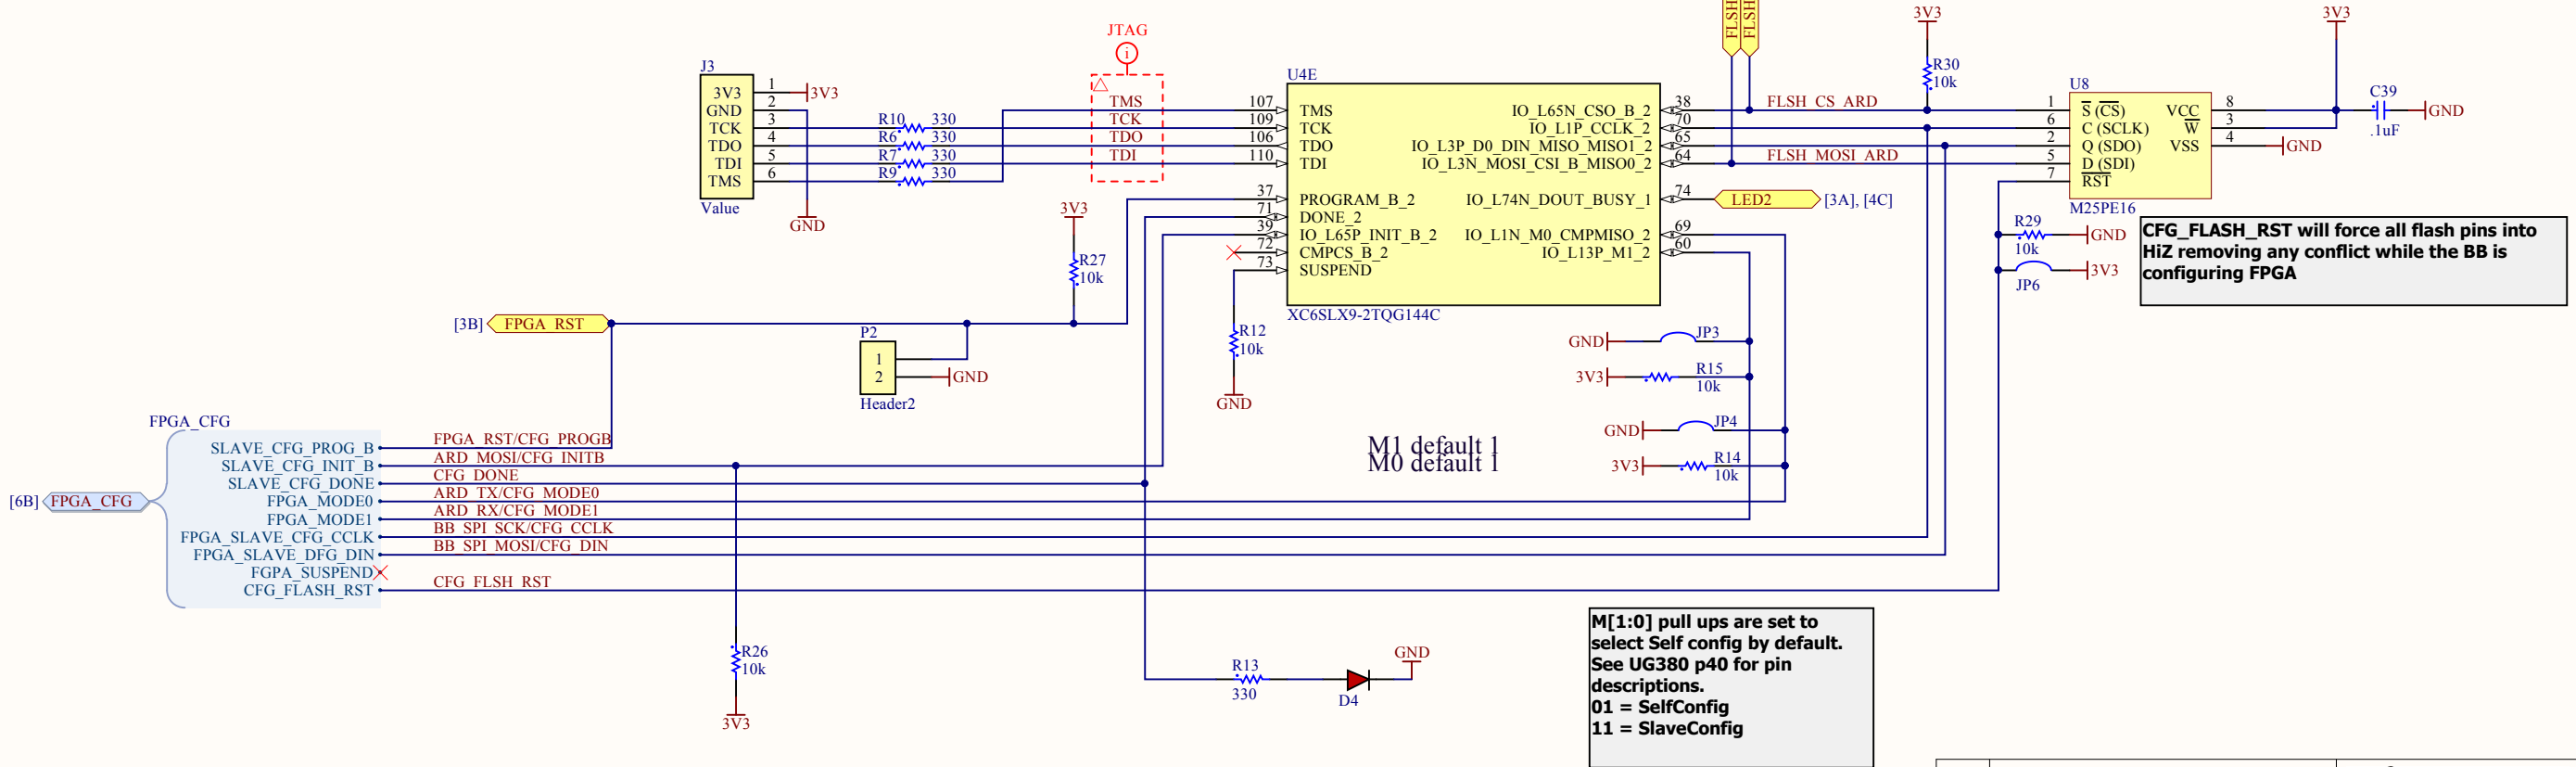 FLSH
FLSH
JTAG
i
J3
3V3 1 3V3
GND 2
TCK 3
TDO 4
TDI 5
TMS 6
Value
GND
R10 330
R6 330
R7 330
R9 330
TMS
TCK
TDO
TDI
U4E
107 TMS
109 TCK
106 TDO
110 TDI
37 PROGRAM_B_2
71 DONE_2
39 IO_L65P_INIT_B_2
72 CMPCS_B_2
73 SUSPEND
IO_L65N_CSO_B_2 38
IO_L1P_CCLK_2 70
IO_L3P_D0_DIN_MISO_MISO1_2 65
IO_L3N_MOSI_CSI_B_MISO0_2 64
IO_L74N_DOUT_BUSY_1 74
IO_L1N_M0_CMPMISO_2 69
IO_L13P_M1_2 60
XC6SLX9-2TQG144C
FLSH_CS_ARD
FLSH_MOSI_ARD
LED2 [3A], [4C]
3V3
R30
10k
U8
1 S (CS)
6 C (SCLK)
2 Q (SDO)
5 D (SDI)
7 RST
VCC 8
W 3
VSS 4
M25PE16
3V3
C39
.1uF
GND
GND
R29
10k
GND
3V3
JP6
CFG_FLASH_RST will force all flash pins into
HiZ removing any conflict while the BB is
configuring FPGA
3V3
R27
10k
[3B] FPGA_RST
P2
1
2
GND
Header2
R12
10k
GND
GND JP3
3V3 R15
10k
GND JP4
3V3 R14
10k
M1 default 1
M0 default 1
FPGA_CFG
[6B] FPGA_CFG
SLAVE_CFG_PROG_B FPGA_RST/CFG_PROGB
SLAVE_CFG_INIT_B ARD_MOSI/CFG_INITB
SLAVE_CFG_DONE CFG_DONE
FPGA_MODE0 ARD_TX/CFG_MODE0
FPGA_MODE1 ARD_RX/CFG_MODE1
FPGA_SLAVE_CFG_CCLK BB_SPI_SCK/CFG_CCLK
FPGA_SLAVE_DFG_DIN BB_SPI_MOSI/CFG_DIN
FGPA_SUSPEND
CFG_FLASH_RST CFG_FLSH_RST
R26
10k
3V3
R13
330
D4
GND
M[1:0] pull ups are set to
select Self config by default.
See UG380 p40 for pin
descriptions.
01 = SelfConfig
11 = SlaveConfig